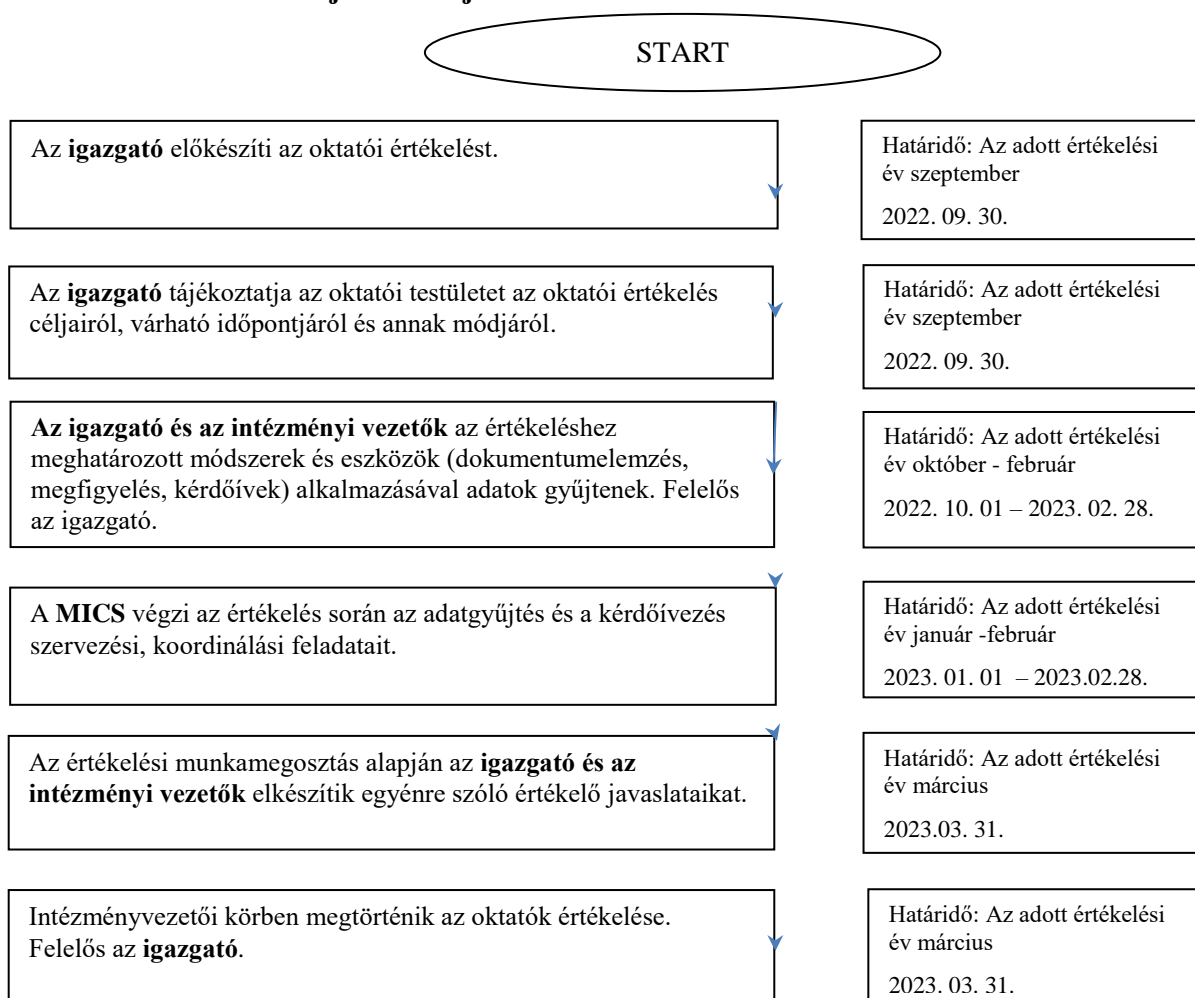 START
Az igazgató előkészíti az oktatói értékelést.
Határidő: Az adott értékelési
év szeptember
2022. 09. 30.
Az igazgató tájékoztatja az oktatói testületet az oktatói értékelés
céljairól, várható időpontjáról és annak módjáról.
Határidő: Az adott értékelési
év szeptember
2022. 09. 30.
Az igazgató és az intézményi vezetők az értékeléshez
meghatározott módszerek és eszközök (dokumentumelemzés,
megfigyelés, kérdőívek) alkalmazásával adatok gyűjtenek. Felelős
az igazgató.
Határidő: Az adott értékelési
év október - február
2022. 10. 01 – 2023. 02. 28.
A MICS végzi az értékelés során az adatgyűjtés és a kérdőívezés
szervezési, koordinálási feladatait.
Határidő: Az adott értékelési
év január -február
2023. 01. 01 – 2023.02.28.
Az értékelési munkamegosztás alapján az igazgató és az
intézményi vezetők elkészítik egyénre szóló értékelő javaslataikat.
Határidő: Az adott értékelési
év március
2023.03. 31.
Intézményvezetői körben megtörténik az oktatók értékelése.
Felelős az igazgató.
Határidő: Az adott értékelési
év március
2023. 03. 31.